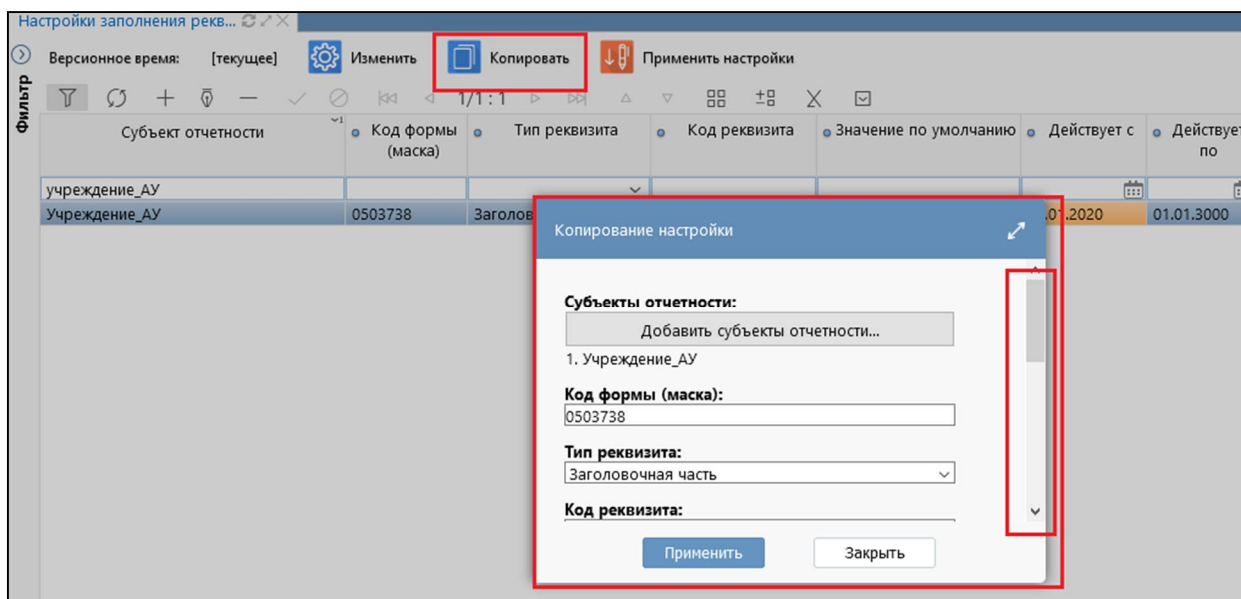 Настройки заполнения рекв...
Версионное время: [текущее] Изменить Копировать Применить настройки
Фильтр
1/1 : 1
Субъект отчетности Код формы (маска) Тип реквизита Код реквизита Значение по умолчанию Действует с Действует по
учреждение_АУ
Учреждение_АУ 0503738 Заголов .01.2020 01.01.3000
Копирование настройки
Субъекты отчетности:
Добавить субъекты отчетности...
1. Учреждение_АУ
Код формы (маска):
0503738
Тип реквизита:
Заголовочная часть
Код реквизита:
Применить Закрыть